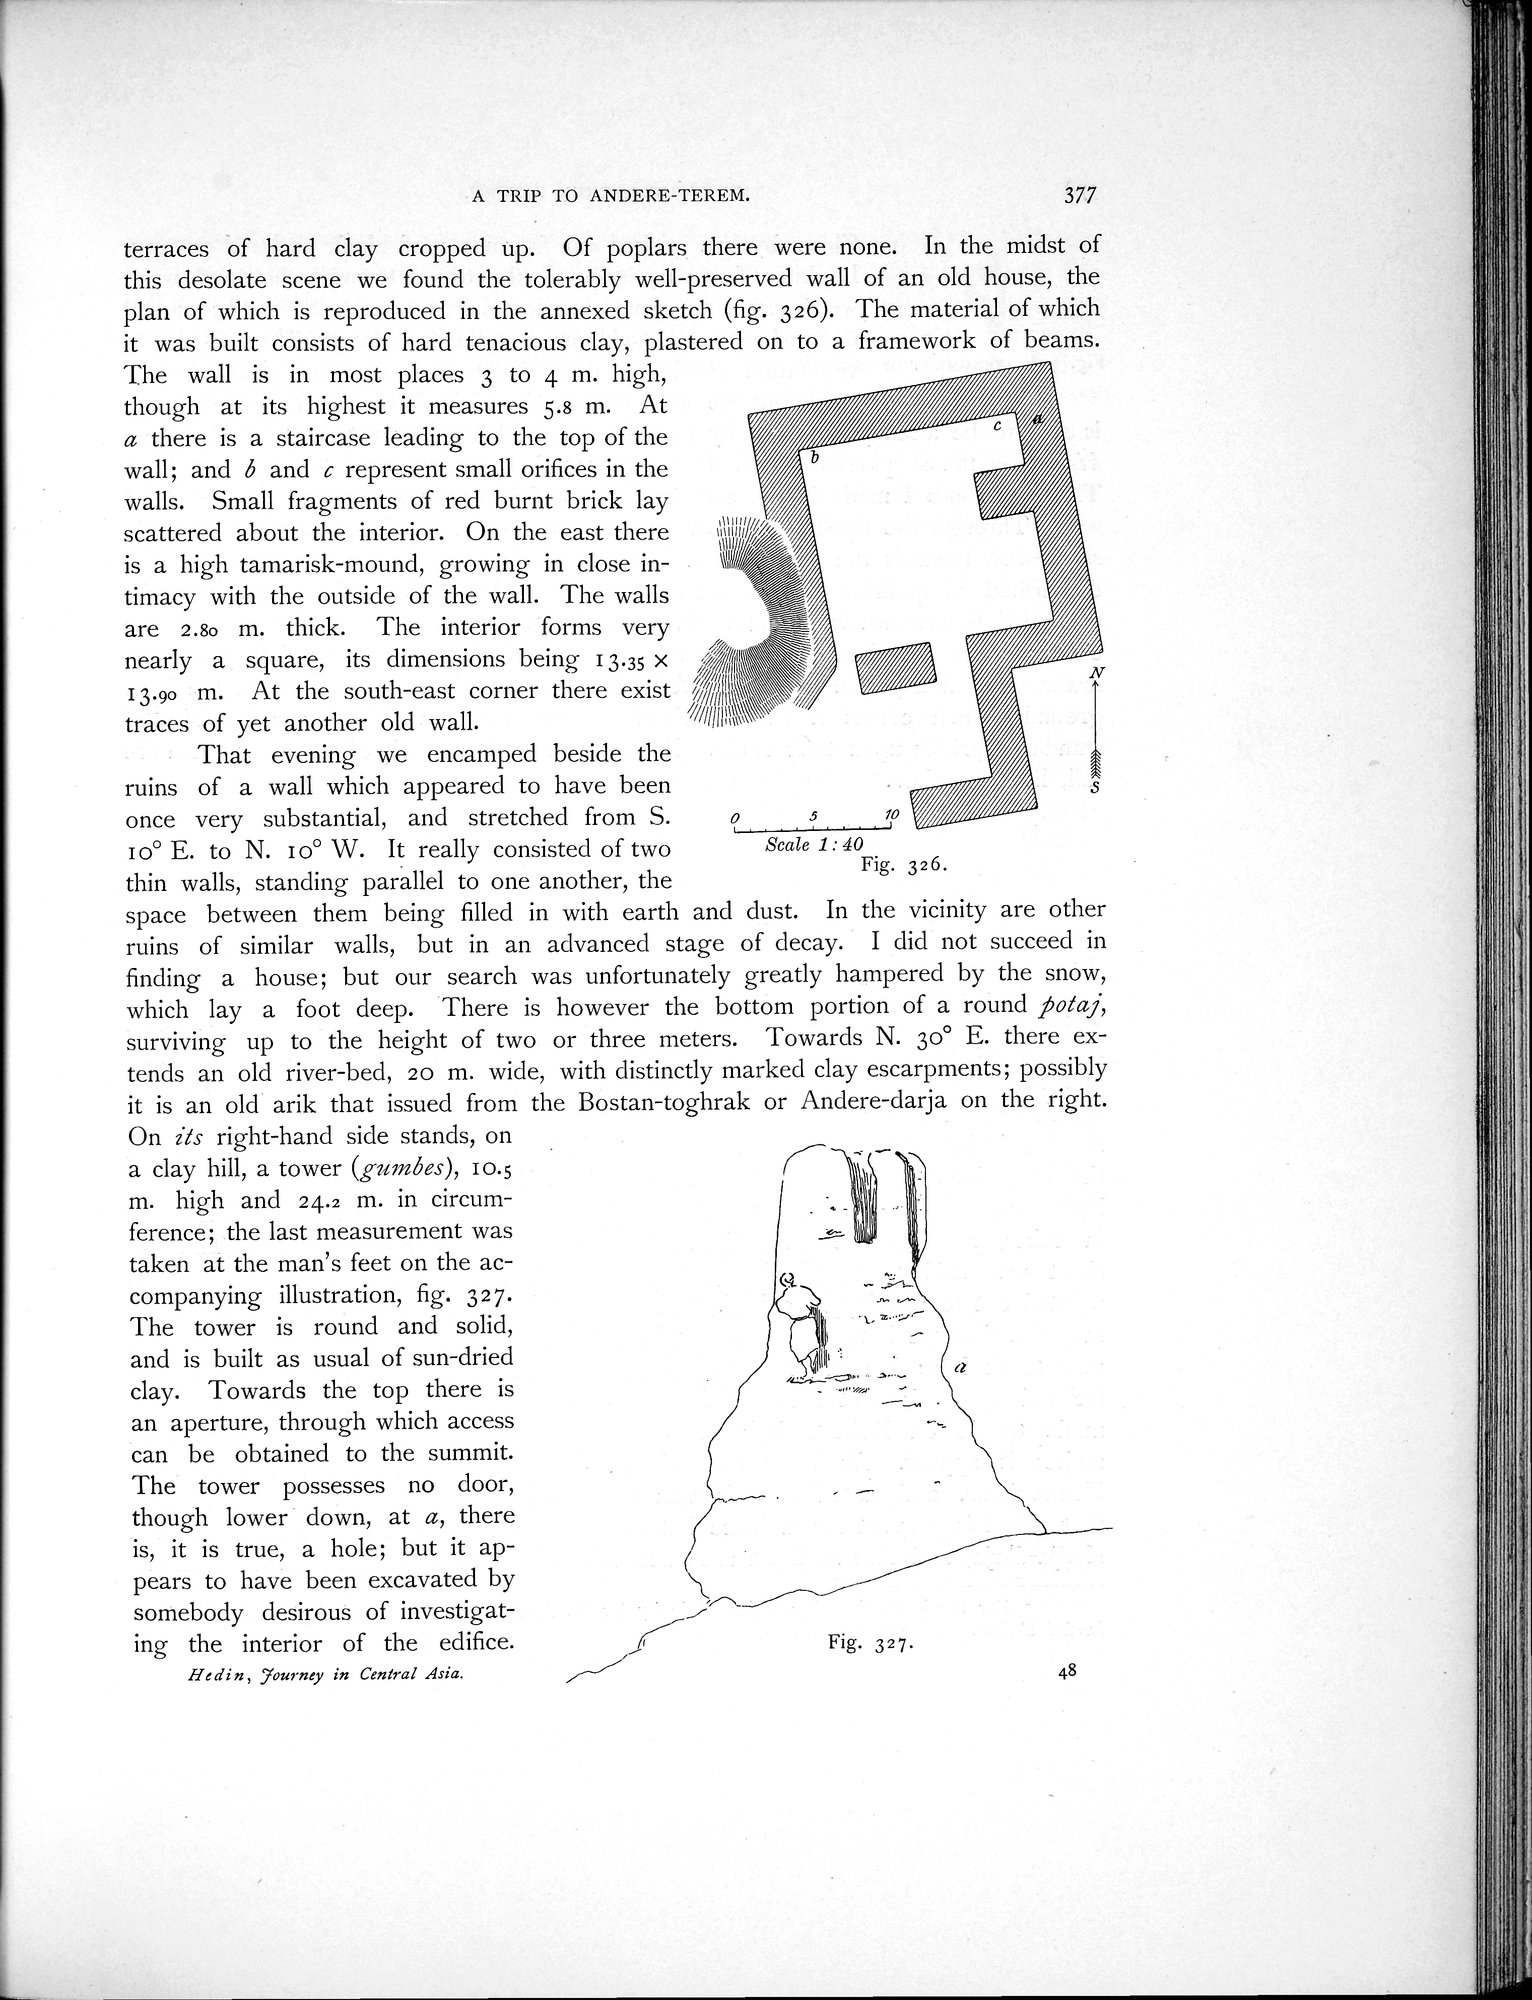 A TRIP TO ANDERE-TEREM. 377
terraces of hard clay cropped up. Of poplars there were none. In the midst of
this desolate scene we found the tolerably well-preserved wall of an old house, the
plan of which is reproduced in the annexed sketch (fig. 326). The material of which
it was built consists of hard tenacious clay, plastered on to a framework of beams.
The wall is in most places 3 to 4 m. high,
though at its highest it measures 5.8 m. At
a there is a staircase leading to the top of the
wall; and b and c represent small orifices in the
walls. Small fragments of red burnt brick lay
scattered about the interior. On the east there
is a high tamarisk-mound, growing in close in-
timacy with the outside of the wall. The walls
are 2.80 m. thick. The interior forms very
nearly a square, its dimensions being 13.35 ×
13.90 m. At the south-east corner there exist
traces of yet another old wall.
That evening we encamped beside the
ruins of a wall which appeared to have been
once very substantial, and stretched from S.
10° E. to N. 10° W. It really consisted of two
thin walls, standing parallel to one another, the
a
c
b
N
S
0 5 10
Scale 1:40
Fig. 326.
space between them being filled in with earth and dust. In the vicinity are other
ruins of similar walls, but in an advanced stage of decay. I did not succeed in
finding a house; but our search was unfortunately greatly hampered by the snow,
which lay a foot deep. There is however the bottom portion of a round potaj,
surviving up to the height of two or three meters. Towards N. 30° E. there ex-
tends an old river-bed, 20 m. wide, with distinctly marked clay escarpments; possibly
it is an old arik that issued from the Bostan-toghrak or Andere-darja on the right.
On its right-hand side stands, on
a clay hill, a tower (gumbes), 10.5
m. high and 24.2 m. in circum-
ference; the last measurement was
taken at the man's feet on the ac-
companying illustration, fig. 327.
The tower is round and solid,
and is built as usual of sun-dried
clay. Towards the top there is
an aperture, through which access
can be obtained to the summit.
The tower possesses no door,
though lower down, at a, there
is, it is true, a hole; but it ap-
pears to have been excavated by
somebody desirous of investigat-
ing the interior of the edifice.
a
Fig. 327.
Hedin, Journey in Central Asia. 48